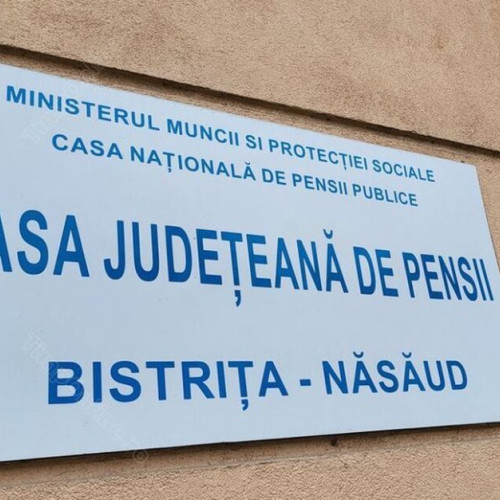 MINISTERUL MUNCII SI PROTECȚIEI SOCIALE
CASA NAȚIONALĂ DE PENSII PUBLICE
ASA JUDEȚEANĂ DE PENSII
BISTRIȚA - NĂSĂUD